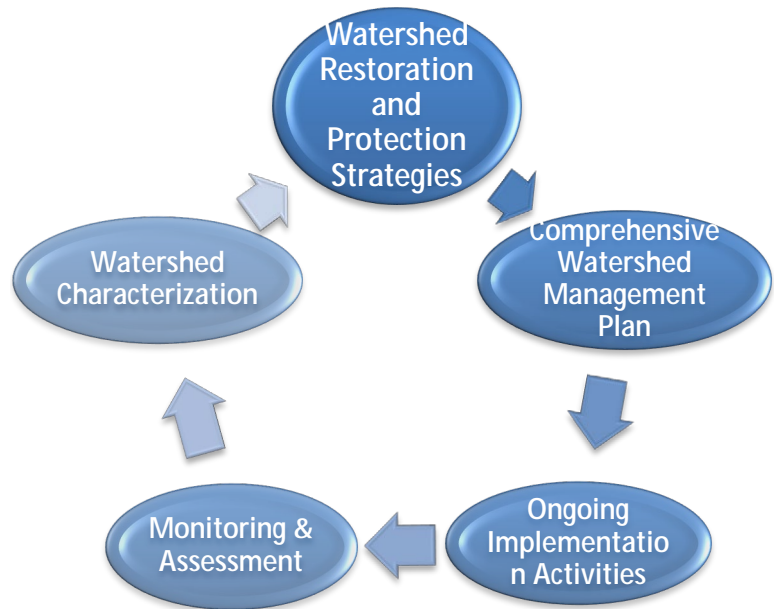 Watershed
Restoration
and
Protection
Strategies
Comprehensive
Watershed
Management
Plan
Ongoing
Implementatio
n Activities
Monitoring &
Assessment
Watershed
Characterization